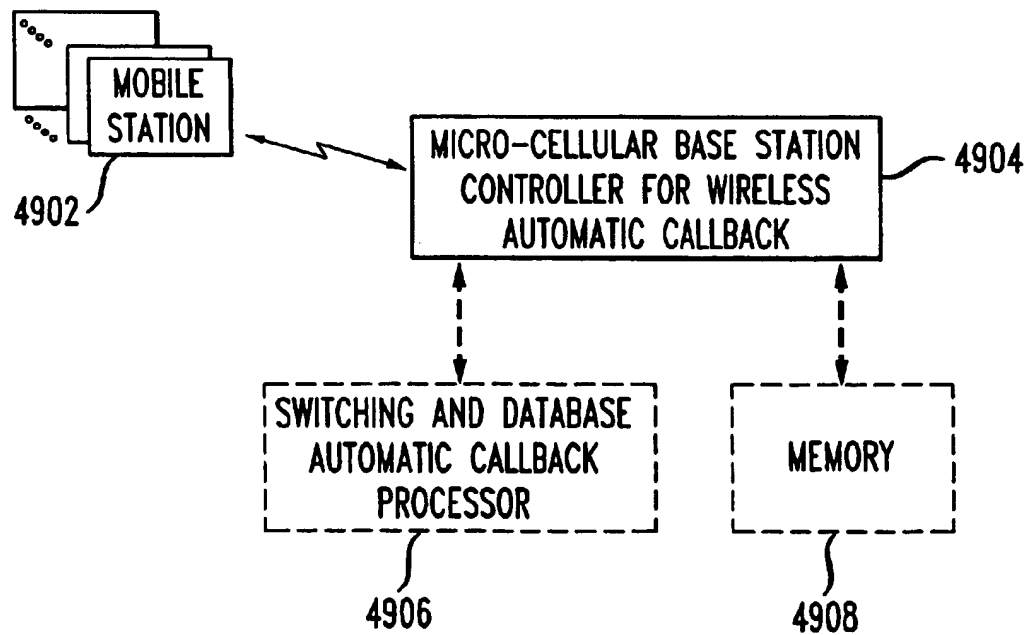 MOBILE
STATION
4902
MICRO-CELLULAR BASE STATION
CONTROLLER FOR WIRELESS
AUTOMATIC CALLBACK
4904
SWITCHING AND DATABASE
AUTOMATIC CALLBACK
PROCESSOR
4906
MEMORY
4908